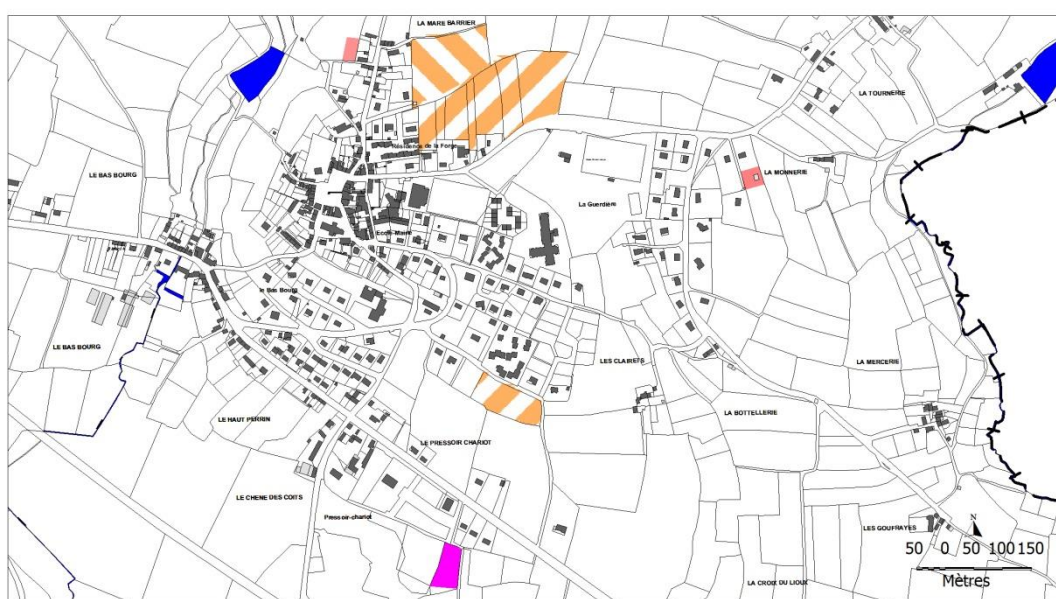 LA MARE BARRIER
LA TOURNERIE
Résidence de la Forge
LE BAS BOURG
LA MONNERIE
La Guerdière
Ecole-Mairie
le Bas Bourg
LE BAS BOURG
LES CLAIRETS
LA MERCERIE
LE HAUT PERRIN
LA BOTTELLERIE
LE PRESSOIR CHARIOT
LE CHENE DES COITS
Pressoir-chariot
LES GOUFRAYES
N
50 0 50 100 150
Mètres
LA CROIX DU LIOUX